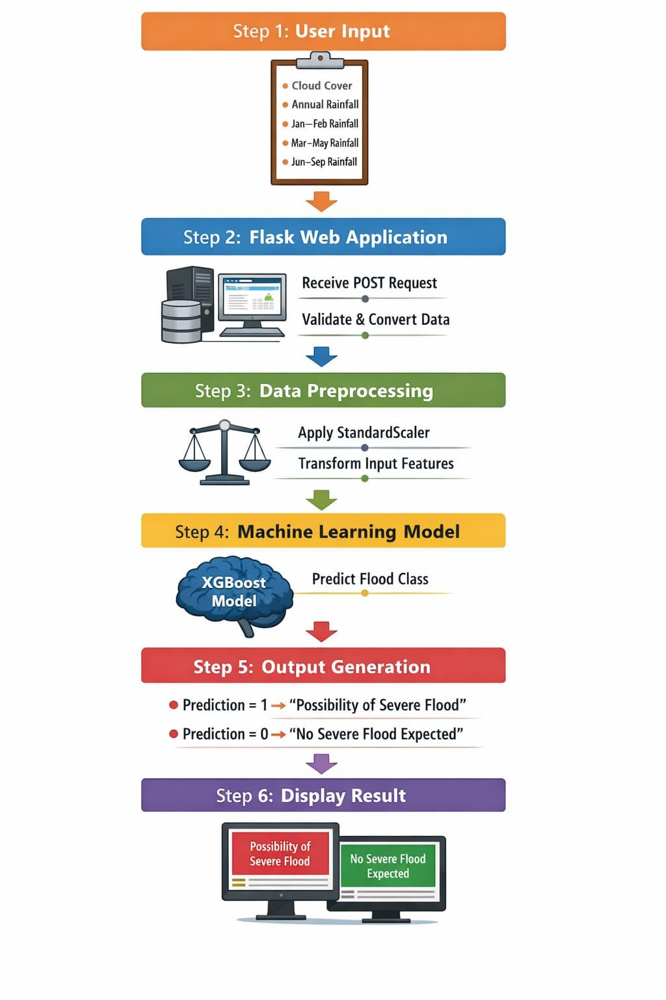 Step 1: User Input
Cloud Cover
Annual Rainfall
Jan–Feb Rainfall
Mar–May Rainfall
Jun–Sep Rainfall
Step 2: Flask Web Application
Receive POST Request
Validate & Convert Data
Step 3: Data Preprocessing
Apply StandardScaler
Transform Input Features
Step 4: Machine Learning Model
XGBoost
Model
Predict Flood Class
Step 5: Output Generation
Prediction = 1 → “Possibility of Severe Flood”
Prediction = 0 → “No Severe Flood Expected”
Step 6: Display Result
Possibility of
Severe Flood
No Severe Flood
Expected